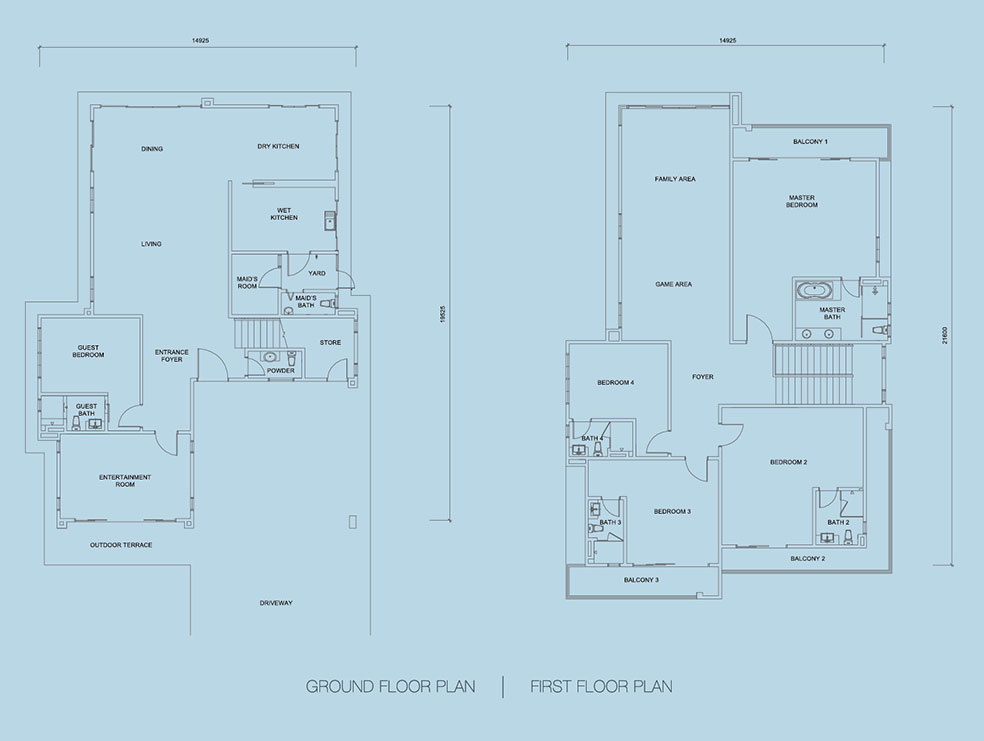 14925
DINING
DRY KITCHEN
WET
KITCHEN
LIVING
YARD
MAID'S
ROOM
MAID'S
BATH
19525
GUEST
BEDROOM
ENTRANCE
FOYER
STORE
POWDER
GUEST
BATH
ENTERTAINMENT
ROOM
OUTDOOR TERRACE
DRIVEWAY
14925
BALCONY 1
FAMILY AREA
MASTER
BEDROOM
GAME AREA
MASTER
BATH
21600
BEDROOM 4
FOYER
BATH 4
BEDROOM 2
BEDROOM 3
BATH 3
BATH 2
BALCONY 2
BALCONY 3
GROUND FLOOR PLAN | FIRST FLOOR PLAN